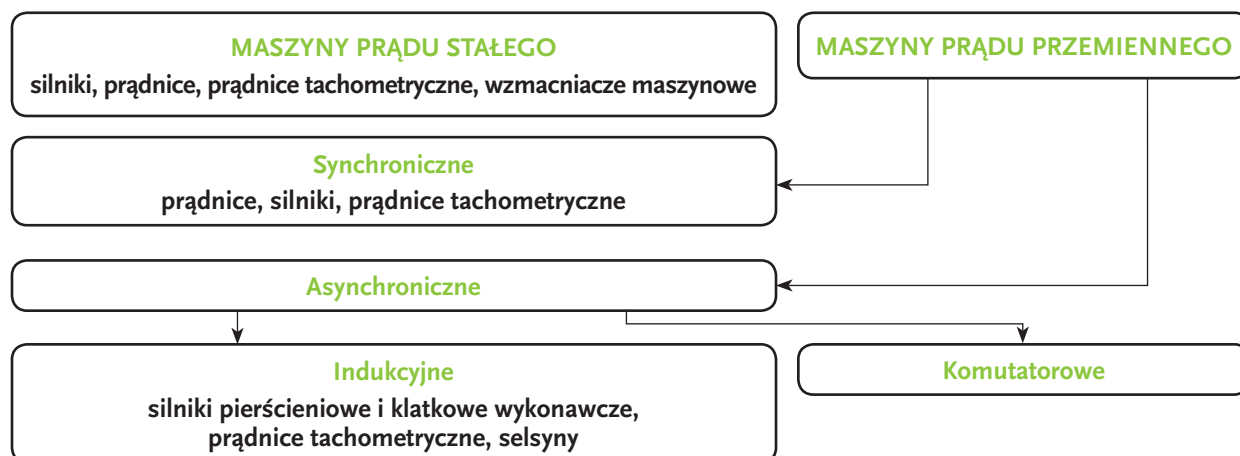 MASZYNY PRĄDU STAŁEGO
silniki, prądnice, prądnice tachometryczne, wzmacniacze maszynowe
MASZYNY PRĄDU PRZEMIENNEGO
Synchroniczne
prądnice, silniki, prądnice tachometryczne
Asynchroniczne
Indukcyjne
silniki pierścieniowe i klatkowe wykonawcze,
prądnice tachometryczne, selsyny
Komutatorowe